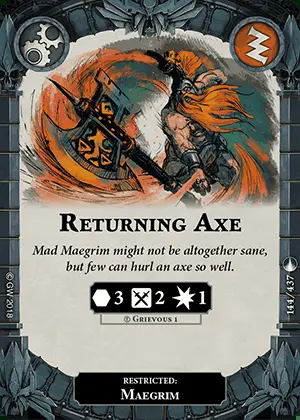 RETURNING AXE
Mad Maegrim might not be altogether sane,
but few can hurl an axe so well.
3 2 1
GRIEVOUS 1
RESTRICTED:
MAEGRIM
© GW 2018
144/437